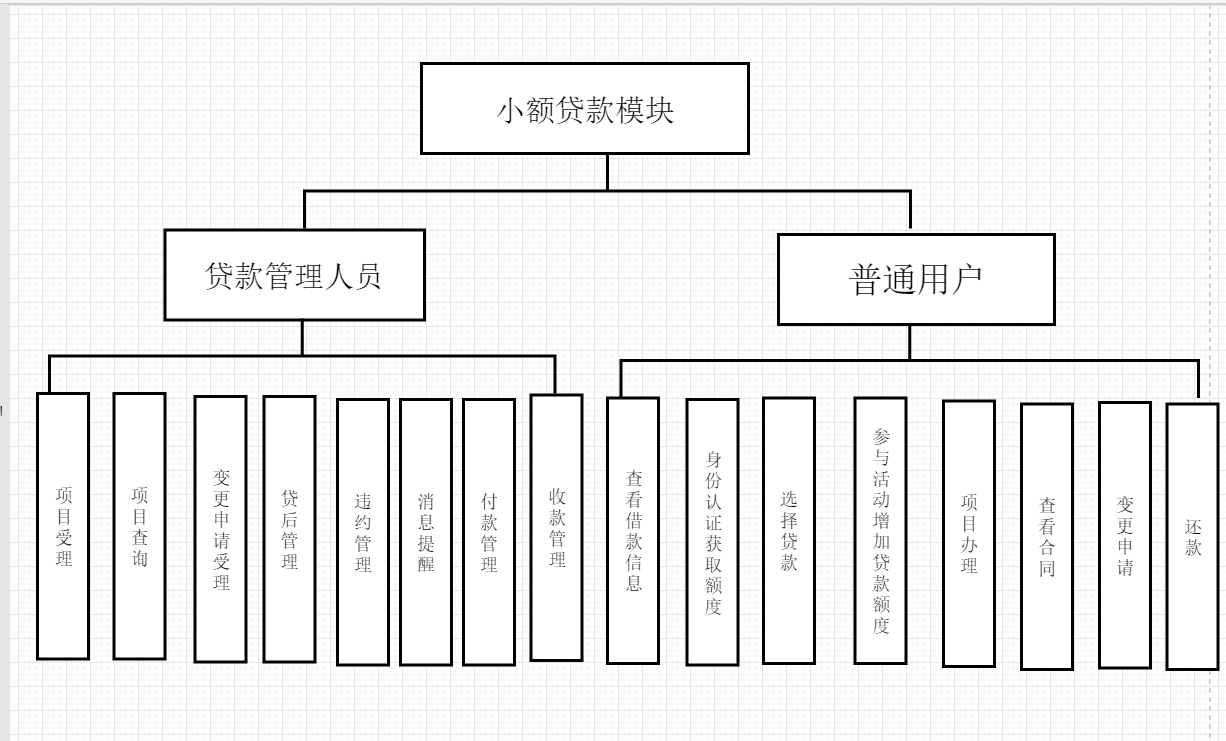 小额贷款模块
贷款管理人员
普通用户
项目受理
项目查询
变更申请受理
贷后管理
违约管理
消息提醒
付款管理
收款管理
查看借款信息
身份认证获取额度
选择贷款
参与活动增加贷款额度
项目办理
查看合同
变更申请
还款